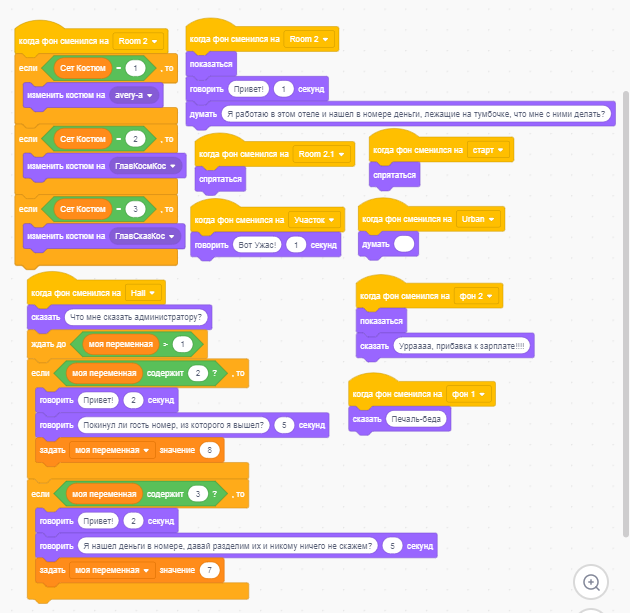 когда фон сменился на Room 2
если Сет Костюм = 1 , то
изменить костюм на avery-a
если Сет Костюм = 2 , то
изменить костюм на ГлавКосмКос
если Сет Костюм = 3 , то
изменить костюм на ГлавСказКос
когда фон сменился на Room 2
показаться
говорить Привет! 1 секунд
думать Я работаю в этом отеле и нашел в номере деньги, лежащие на тумбочке, что мне с ними делать?
когда фон сменился на Room 2.1
спрятаться
когда фон сменился на старт
спрятаться
когда фон сменился на Участок
говорить Вот Ужас! 1 секунд
когда фон сменился на Urban
думать
когда фон сменился на Hall
сказать Что мне сказать администратору?
ждать до моя переменная > 1
если моя переменная содержит 2 ? , то
говорить Привет! 2 секунд
говорить Покинул ли гость номер, из которого я вышел? 5 секунд
задать моя переменная значение 6
если моя переменная содержит 3 ? , то
говорить Привет! 2 секунд
говорить Я нашел деньги в номере, давай разделим их и никому ничего не скажем? 5 секунд
задать моя переменная значение 7
когда фон сменился на фон 2
показаться
сказать Уррааaа, прибавка к зарплате!!!!
когда фон сменился на фон 1
сказать Печаль-беда